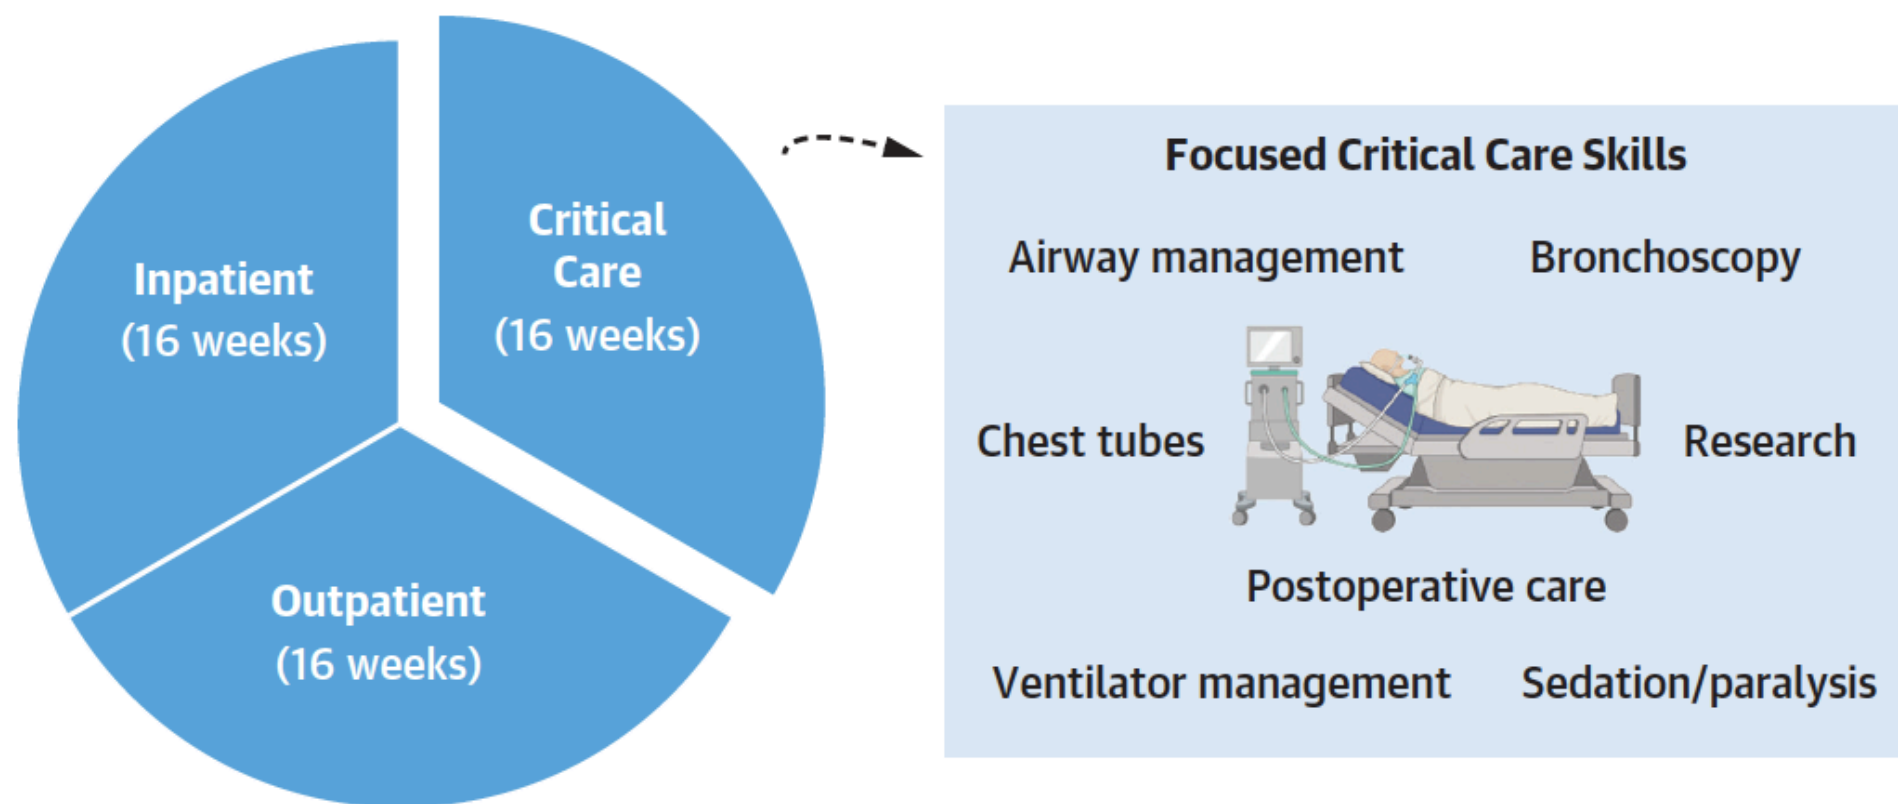 Critical
Care
(16 weeks)
Inpatient
(16 weeks)
Outpatient
(16 weeks)
Focused Critical Care Skills
Airway management
Bronchoscopy
Chest tubes
Research
Postoperative care
Ventilator management
Sedation/paralysis